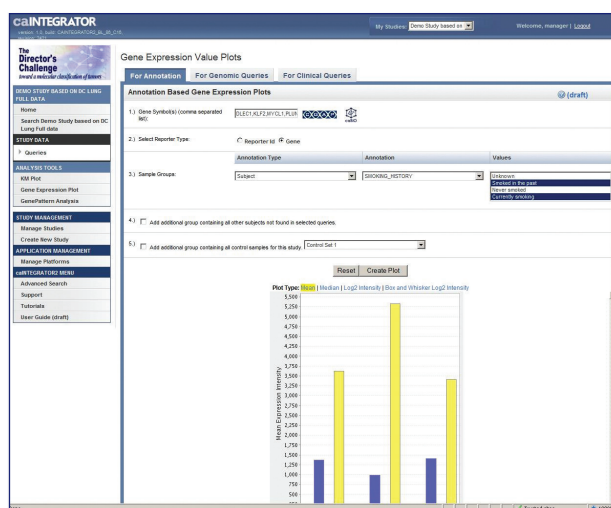 caINTEGRATOR
My Studies: Demo Study based on
Welcome, manager | Logout
The
Director's
Challenge
toward a molecular classification of tumors
Gene Expression Value Plots
For Annotation
For Genomic Queries
For Clinical Queries
DEMO STUDY BASED ON DC LUNG
FULL DATA
Home
Search Demo Study based on DC
Lung Full data
STUDY DATA
Queries
ANALYSIS TOOLS
KM Plot
Gene Expression Plot
GenePattern Analysis
STUDY MANAGEMENT
Manage Studies
Create New Study
APPLICATION MANAGEMENT
Manage Platforms
caINTEGRATOR2 MENU
Advanced Search
Support
Tutorials
User Guide (draft)
Annotation Based Gene Expression Plots
(draft)
1.) Gene Symbol(s) (comma separated
list):
2.) Select Reporter Type:
Reporter Id
Gene
Annotation Type
Annotation
Values
3.) Sample Groups:
Subject
SMOKING_HISTORY
Unknown
Smoked in the past
Never smoked
Currently smoking
4.) Add additional group containing all other subjects not found in selected queries.
5.) Add additional group containing all control samples for this study. Control Set 1
Reset
Create Plot
Plot Type: Mean | Median | Log2 Intensity | Box and Whisker Log2 Intensity
Mean Expression Intensity
5,500
5,250
5,000
4,750
4,500
4,250
4,000
3,750
3,500
3,250
3,000
2,750
2,500
2,250
2,000
1,750
1,500
1,250
1,000
750
500